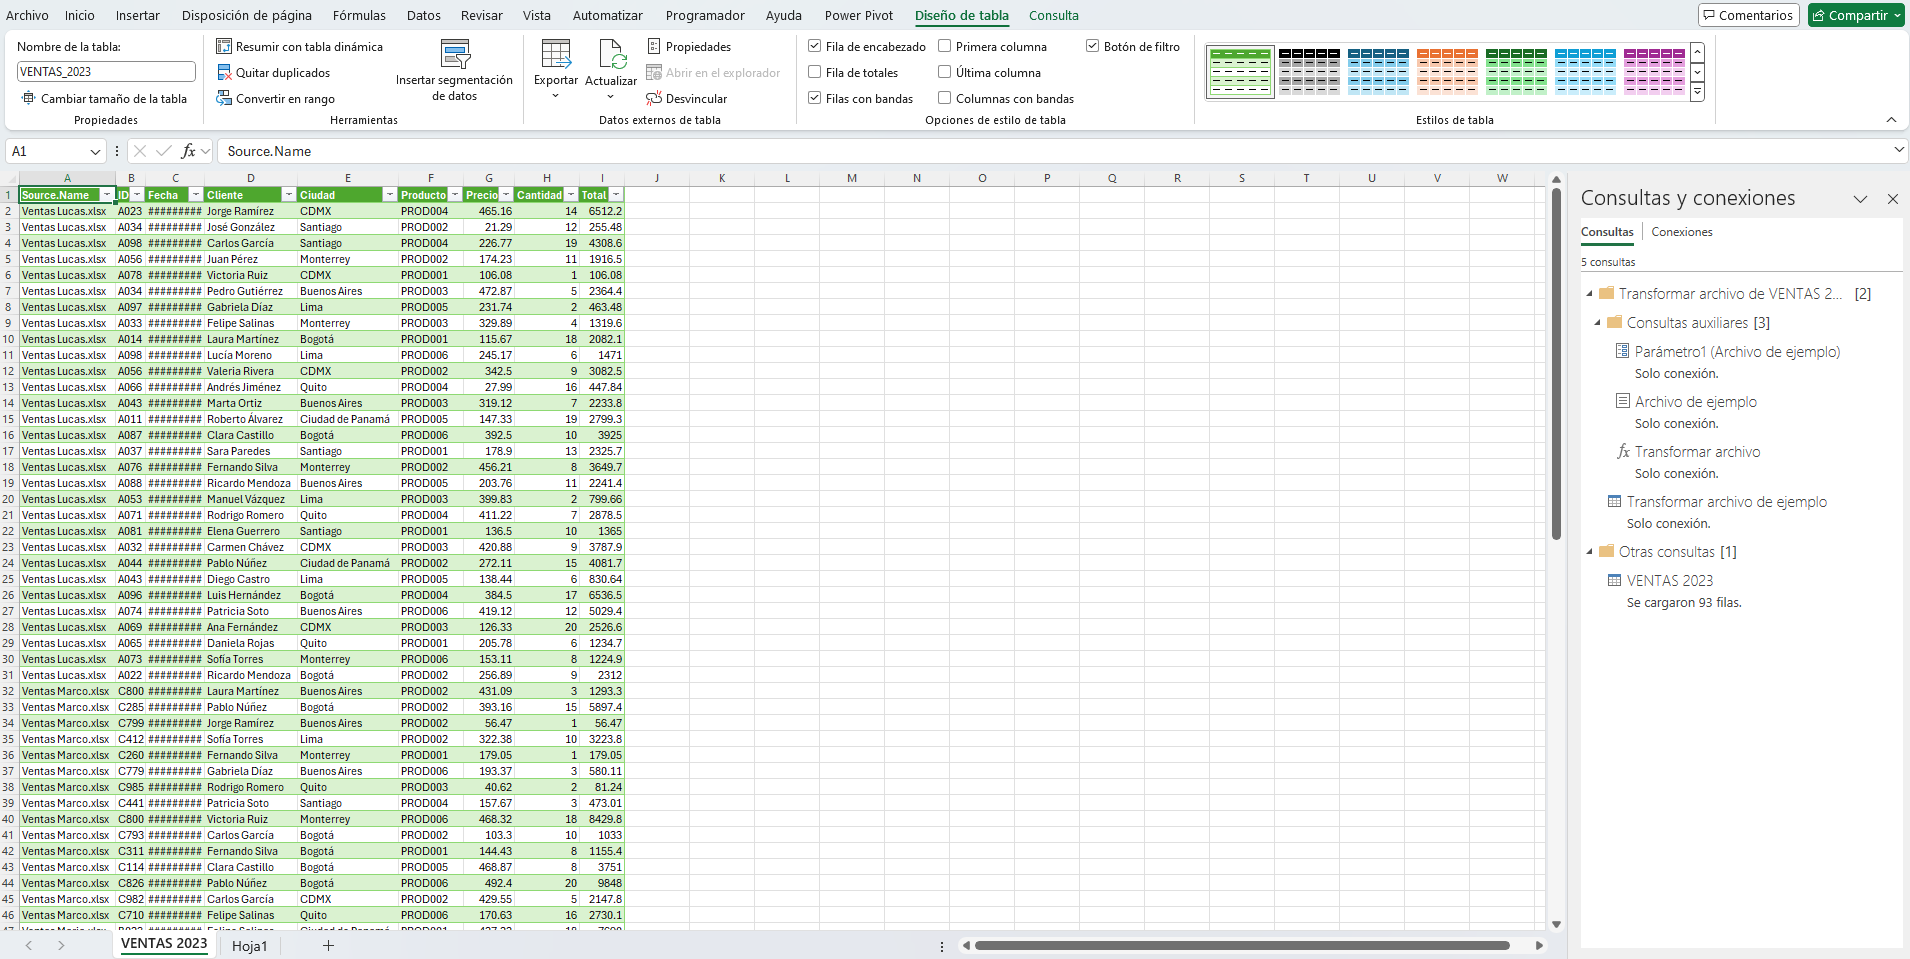 Archivo Inicio Insertar Disposición de página Fórmulas Datos Revisar Vista Automatizar Programador Ayuda Power Pivot Diseño de tabla Consulta Comentarios Compartir
Nombre de la tabla:
VENTAS_2023
Cambiar tamaño de la tabla
Propiedades
Resumir con tabla dinámica
Quitar duplicados
Convertir en rango
Insertar segmentación
de datos
Herramientas
Exportar
Actualizar
Propiedades
Abrir en el explorador
Desvincular
Datos externos de tabla
Fila de encabezado
Fila de totales
Filas con bandas
Primera columna
Última columna
Columnas con bandas
Botón de filtro
Opciones de estilo de tabla
Estilos de tabla
A1 fx Source.Name
A B C D E F G H I J K L M N O P Q R S T U V W
1 Source.Name ID Fecha Cliente Ciudad Producto Precio Cantidad Total
2 Ventas Lucas.xlsx A023 ######### Jorge Ramírez CDMX PROD004 465.16 14 6512.2
3 Ventas Lucas.xlsx A034 ######### José González Santiago PROD002 21.29 12 255.48
4 Ventas Lucas.xlsx A098 ######### Carlos García Santiago PROD004 226.77 19 4308.6
5 Ventas Lucas.xlsx A056 ######### Juan Pérez Monterrey PROD002 174.23 11 1916.5
6 Ventas Lucas.xlsx A078 ######### Victoria Ruiz CDMX PROD001 106.08 1 106.08
7 Ventas Lucas.xlsx A034 ######### Pedro Gutiérrez Buenos Aires PROD003 472.87 5 2364.4
8 Ventas Lucas.xlsx A097 ######### Gabriela Díaz Lima PROD005 231.74 2 463.48
9 Ventas Lucas.xlsx A033 ######### Felipe Salinas Monterrey PROD003 329.89 4 1319.6
10 Ventas Lucas.xlsx A014 ######### Laura Martínez Bogotá PROD001 115.67 18 2082.1
11 Ventas Lucas.xlsx A098 ######### Lucía Moreno Lima PROD006 245.17 6 1471
12 Ventas Lucas.xlsx A056 ######### Valeria Rivera CDMX PROD002 342.5 9 3082.5
13 Ventas Lucas.xlsx A066 ######### Andrés Jiménez Quito PROD004 27.99 16 447.84
14 Ventas Lucas.xlsx A043 ######### Marta Ortiz Buenos Aires PROD003 319.12 7 2233.8
15 Ventas Lucas.xlsx A011 ######### Roberto Álvarez Ciudad de Panamá PROD005 147.33 19 2799.3
16 Ventas Lucas.xlsx A087 ######### Clara Castillo Bogotá PROD006 392.5 10 3925
17 Ventas Lucas.xlsx A037 ######### Sara Paredes Santiago PROD001 178.9 13 2325.7
18 Ventas Lucas.xlsx A076 ######### Fernando Silva Monterrey PROD002 456.21 8 3649.7
19 Ventas Lucas.xlsx A088 ######### Ricardo Mendoza Buenos Aires PROD005 203.76 11 2241.4
20 Ventas Lucas.xlsx A053 ######### Manuel Vázquez Lima PROD003 399.83 2 799.66
21 Ventas Lucas.xlsx A071 ######### Rodrigo Romero Quito PROD004 411.22 7 2878.5
22 Ventas Lucas.xlsx A081 ######### Elena Guerrero Santiago PROD001 136.5 10 1365
23 Ventas Lucas.xlsx A032 ######### Carmen Chávez CDMX PROD003 420.88 9 3787.9
24 Ventas Lucas.xlsx A044 ######### Pablo Núñez Ciudad de Panamá PROD002 272.11 15 4081.7
25 Ventas Lucas.xlsx A043 ######### Diego Castro Lima PROD005 138.44 6 830.64
26 Ventas Lucas.xlsx A096 ######### Luis Hernández Bogotá PROD004 384.5 17 6536.5
27 Ventas Lucas.xlsx A074 ######### Patricia Soto Buenos Aires PROD006 419.12 12 5029.4
28 Ventas Lucas.xlsx A069 ######### Ana Fernández CDMX PROD003 126.33 20 2526.6
29 Ventas Lucas.xlsx A065 ######### Daniela Rojas Quito PROD001 205.78 6 1234.7
30 Ventas Lucas.xlsx A073 ######### Sofía Torres Monterrey PROD006 153.11 8 1224.9
31 Ventas Lucas.xlsx A022 ######### Ricardo Mendoza Bogotá PROD002 256.89 9 2312
32 Ventas Marco.xlsx C800 ######### Laura Martínez Buenos Aires PROD002 431.09 3 1293.3
33 Ventas Marco.xlsx C285 ######### Pablo Núñez Bogotá PROD002 393.16 15 5897.4
34 Ventas Marco.xlsx C799 ######### Jorge Ramírez Buenos Aires PROD002 56.47 1 56.47
35 Ventas Marco.xlsx C412 ######### Sofía Torres Lima PROD002 322.38 10 3223.8
36 Ventas Marco.xlsx C260 ######### Fernando Silva Monterrey PROD001 179.05 1 179.05
37 Ventas Marco.xlsx C779 ######### Gabriela Díaz Buenos Aires PROD006 193.37 3 580.11
38 Ventas Marco.xlsx C985 ######### Rodrigo Romero Quito PROD003 40.62 2 81.24
39 Ventas Marco.xlsx C441 ######### Patricia Soto Santiago PROD004 157.67 3 473.01
40 Ventas Marco.xlsx C800 ######### Victoria Ruiz Monterrey PROD006 468.32 18 8429.8
41 Ventas Marco.xlsx C793 ######### Carlos García Bogotá PROD002 103.3 10 1033
42 Ventas Marco.xlsx C311 ######### Fernando Silva Bogotá PROD001 144.43 8 1155.4
43 Ventas Marco.xlsx C114 ######### Clara Castillo Bogotá PROD005 468.87 8 3751
44 Ventas Marco.xlsx C826 ######### Pablo Núñez Bogotá PROD006 492.4 20 9848
45 Ventas Marco.xlsx C982 ######### Carlos García CDMX PROD002 429.55 5 2147.8
46 Ventas Marco.xlsx C710 ######### Felipe Salinas Quito PROD006 170.63 16 2730.1
VENTAS 2023 Hoja1
Consultas y conexiones
Consultas Conexiones
5 consultas
Transformar archivo de VENTAS 2... [2]
Consultas auxiliares [3]
Parámetro1 (Archivo de ejemplo)
Solo conexión.
Archivo de ejemplo
Solo conexión.
fx Transformar archivo
Solo conexión.
Transformar archivo de ejemplo
Solo conexión.
Otras consultas [1]
VENTAS 2023
Se cargaron 93 filas.